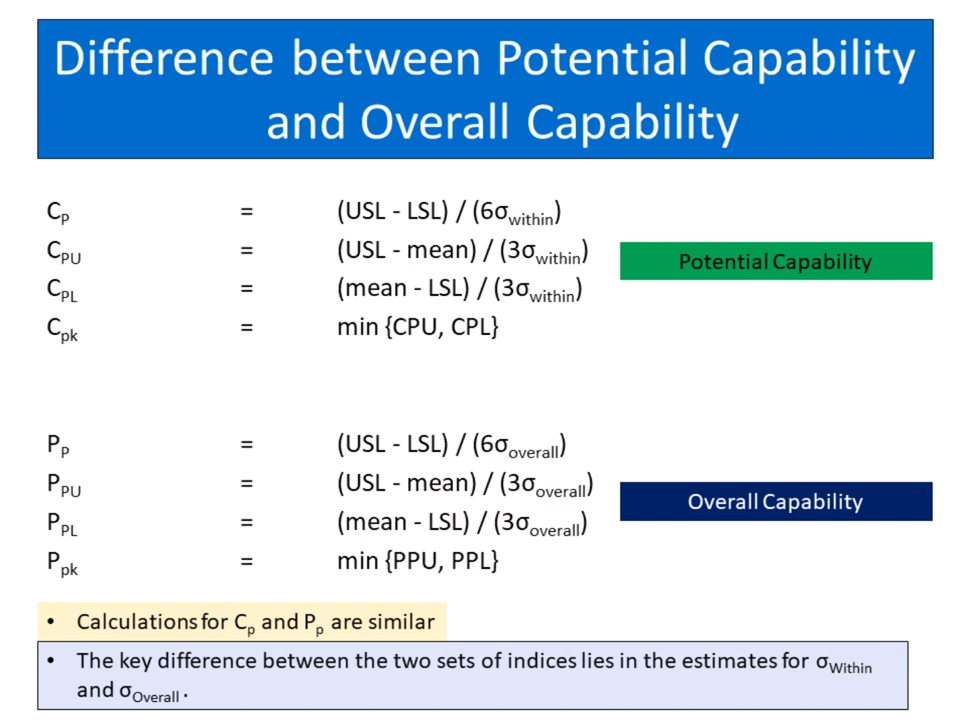 Difference between Potential Capability
and Overall Capability
CP = (USL - LSL) / (6σwithin)
CPU = (USL - mean) / (3σwithin)
Potential Capability
CPL = (mean - LSL) / (3σwithin)
Cpk = min {CPU, CPL}
PP = (USL - LSL) / (6σoverall)
PPU = (USL - mean) / (3σoverall)
Overall Capability
PPL = (mean - LSL) / (3σoverall)
Ppk = min {PPU, PPL}
• Calculations for Cp and Pp are similar
• The key difference between the two sets of indices lies in the estimates for σWithin
and σOverall .